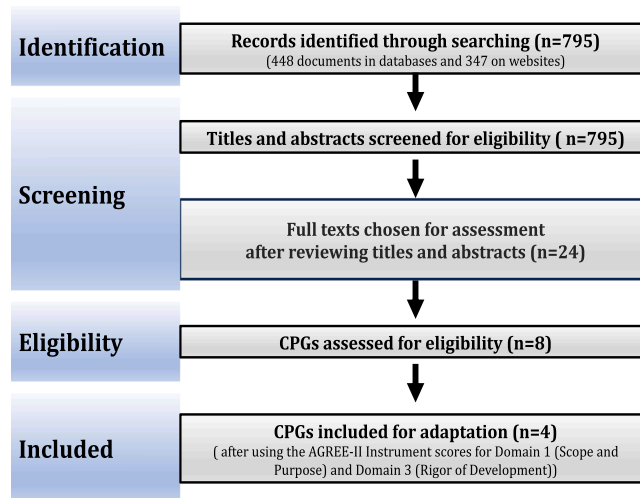 Identification
Records identified through searching (n=795)
(448 documents in databases and 347 on websites)
Titles and abstracts screened for eligibility ( n=795)
Screening
Full texts chosen for assessment
after reviewing titles and abstracts (n=24)
Eligibility
CPGs assessed for eligibility (n=8)
Included
CPGs included for adaptation (n=4)
( after using the AGREE-II Instrument scores for Domain 1 (Scope and
Purpose) and Domain 3 (Rigor of Development))